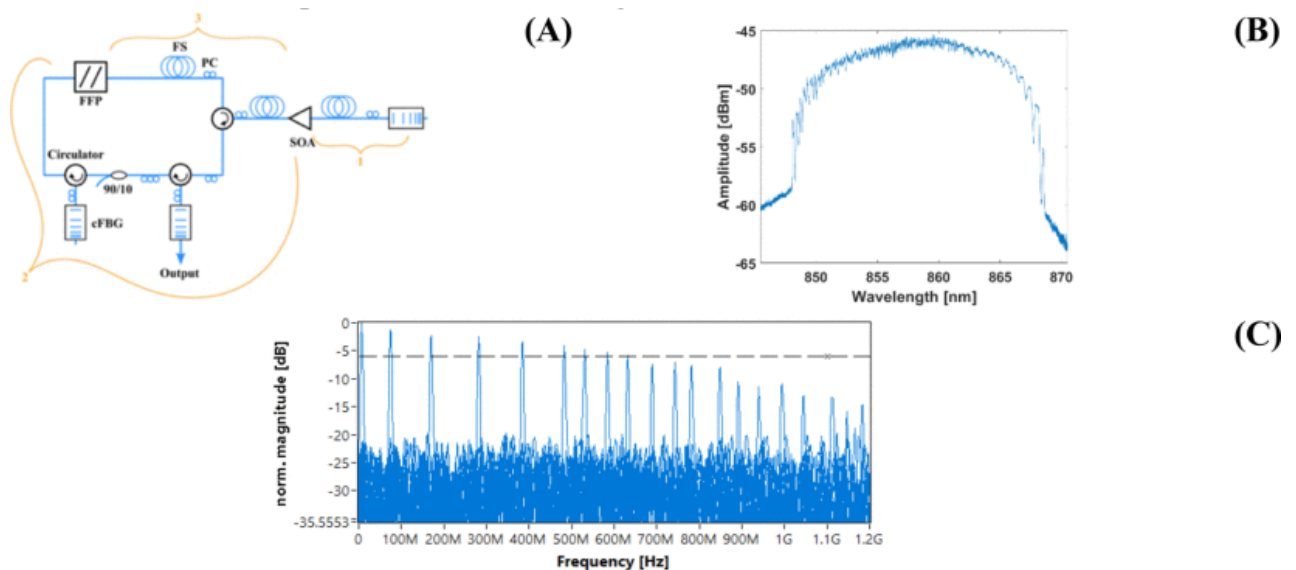 3
(A)
FS
PC
FFP
SOA
1
Circulator
90/10
cFBG
2
Output
(B)
-45
-50
-55
-60
-65
Amplitude [dBm]
850 855 860 865 870
Wavelength [nm]
(C)
0
-5
-10
-15
-20
-25
-30
-35.5553
norm. magnitude [dB]
0 100M 200M 300M 400M 500M 600M 700M 800M 900M 1G 1.1G 1.2G
Frequency [Hz]